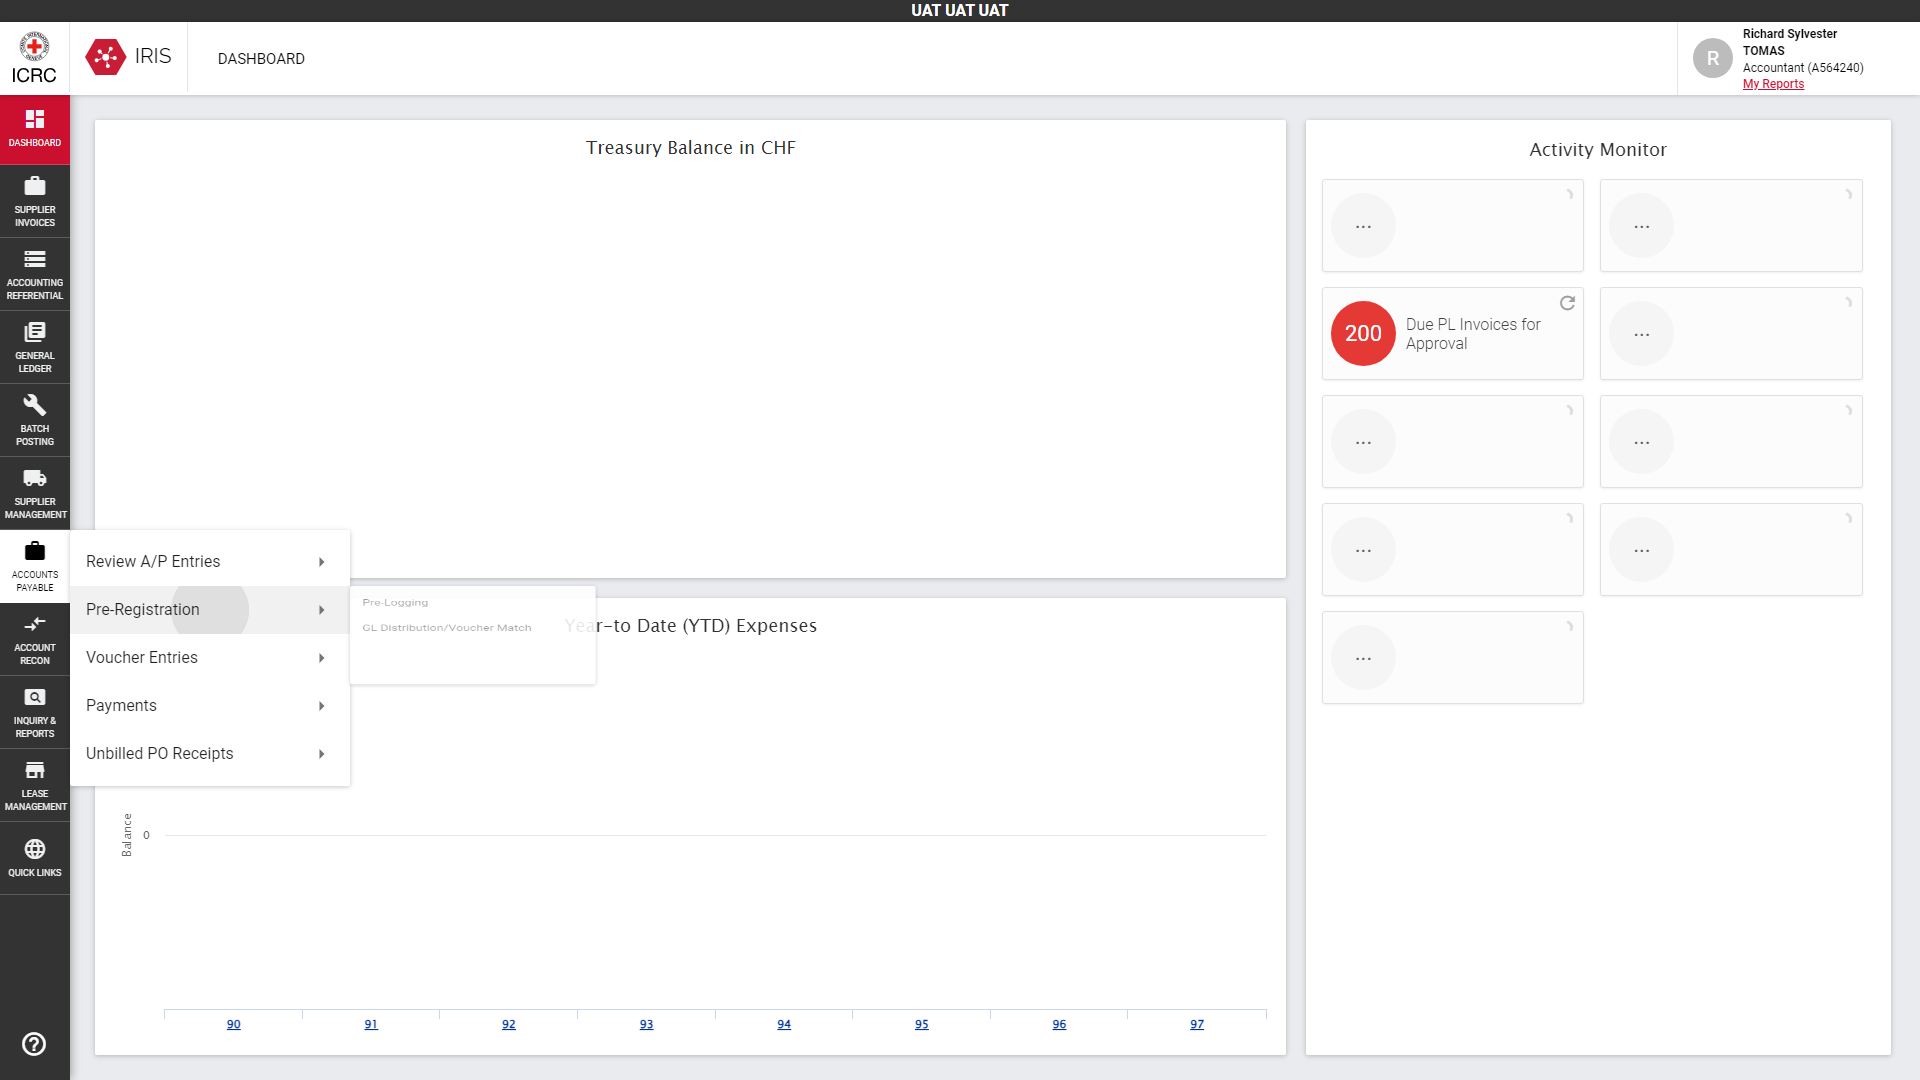 UAT UAT UAT
ICRC
IRIS
DASHBOARD
Richard Sylvester
TOMAS
Accountant (A564240)
My Reports
R
DASHBOARD
SUPPLIER
INVOICES
ACCOUNTING
REFERENTIAL
GENERAL
LEDGER
BATCH
POSTING
SUPPLIER
MANAGEMENT
ACCOUNTS
PAYABLE
ACCOUNT
RECON
INQUIRY &
REPORTS
LEASE
MANAGEMENT
QUICK LINKS
Treasury Balance in CHF
Review A/P Entries
Pre-Registration
Voucher Entries
Payments
Unbilled PO Receipts
Pre-Logging
GL Distribution/Voucher Match
Year-to Date (YTD) Expenses
Balance
0
90 91 92 93 94 95 96 97
Activity Monitor
... ...
200 Due PL Invoices for
Approval
...
... ...
... ...
...